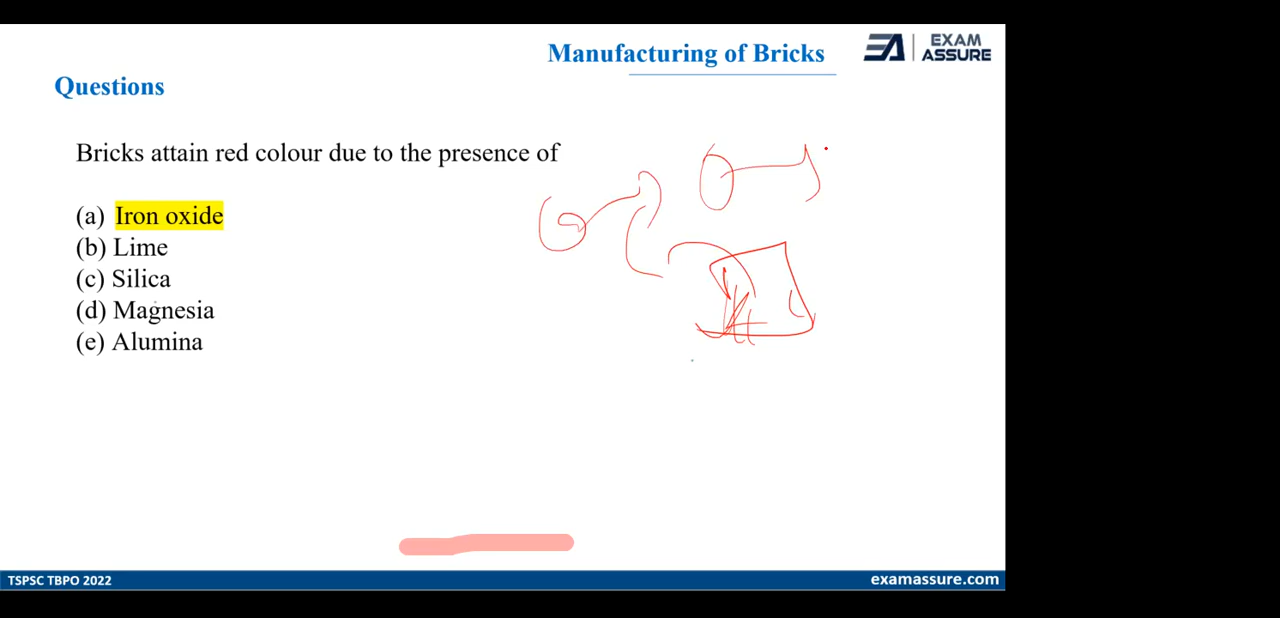 Manufacturing of Bricks
EXAM
ASSURE
Questions
Bricks attain red colour due to the presence of
(a) Iron oxide
(b) Lime
(c) Silica
(d) Magnesia
(e) Alumina
TSPSC TBPO 2022
examassure.com